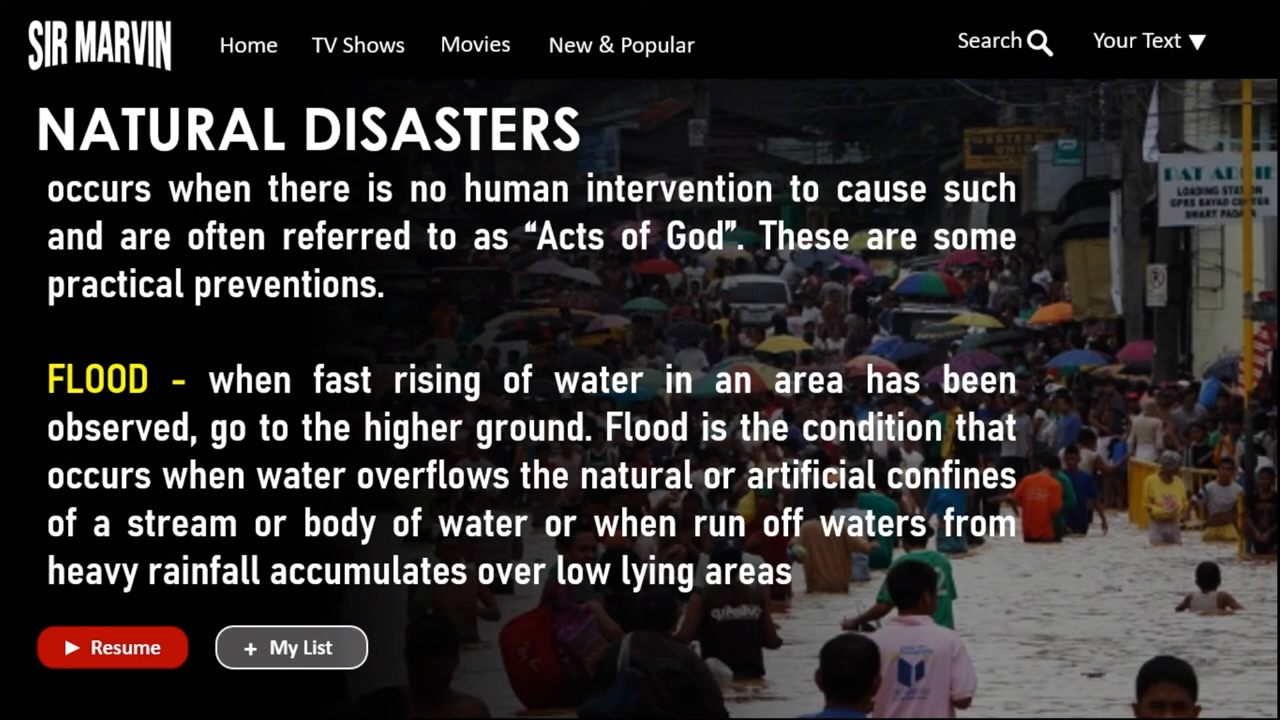 SIR MARVIN
Home TV Shows Movies New & Popular Search Your Text
NATURAL DISASTERS
occurs when there is no human intervention to cause such
and are often referred to as “Acts of God”. These are some
practical preventions.
FLOOD - when fast rising of water in an area has been
observed, go to the higher ground. Flood is the condition that
occurs when water overflows the natural or artificial confines
of a stream or body of water or when run off waters from
heavy rainfall accumulates over low lying areas
Resume + My List
WESTERN
UNION
LOADING STATION